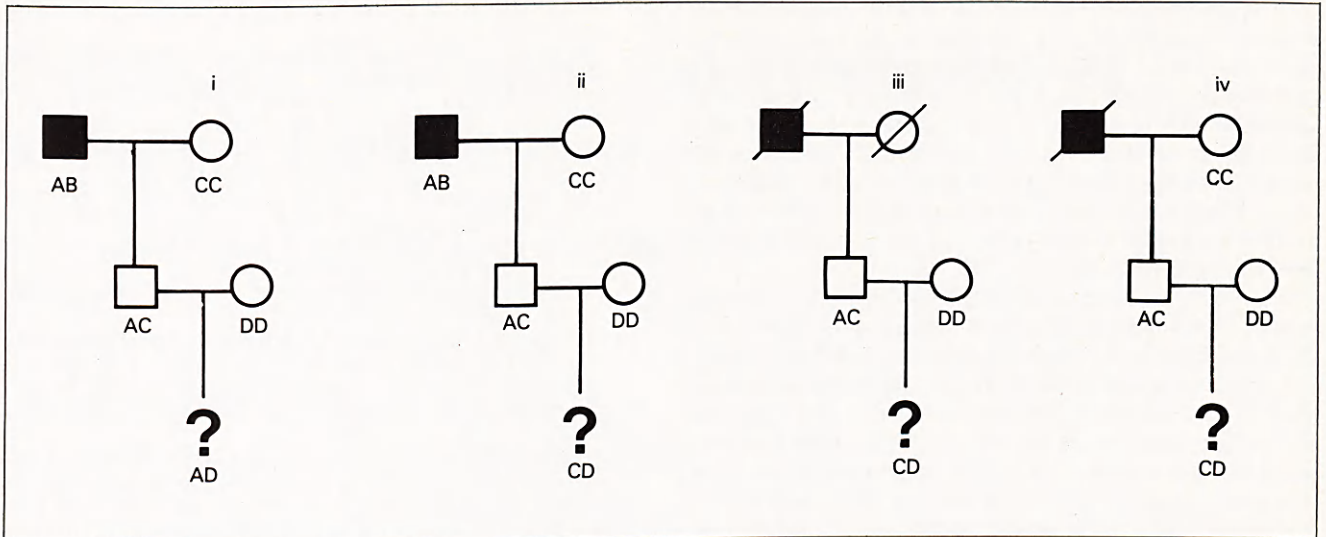 i ii iii iv
AB CC AB CC CC
AC DD AC DD AC DD AC DD
? ? ? ?
AD CD CD CD